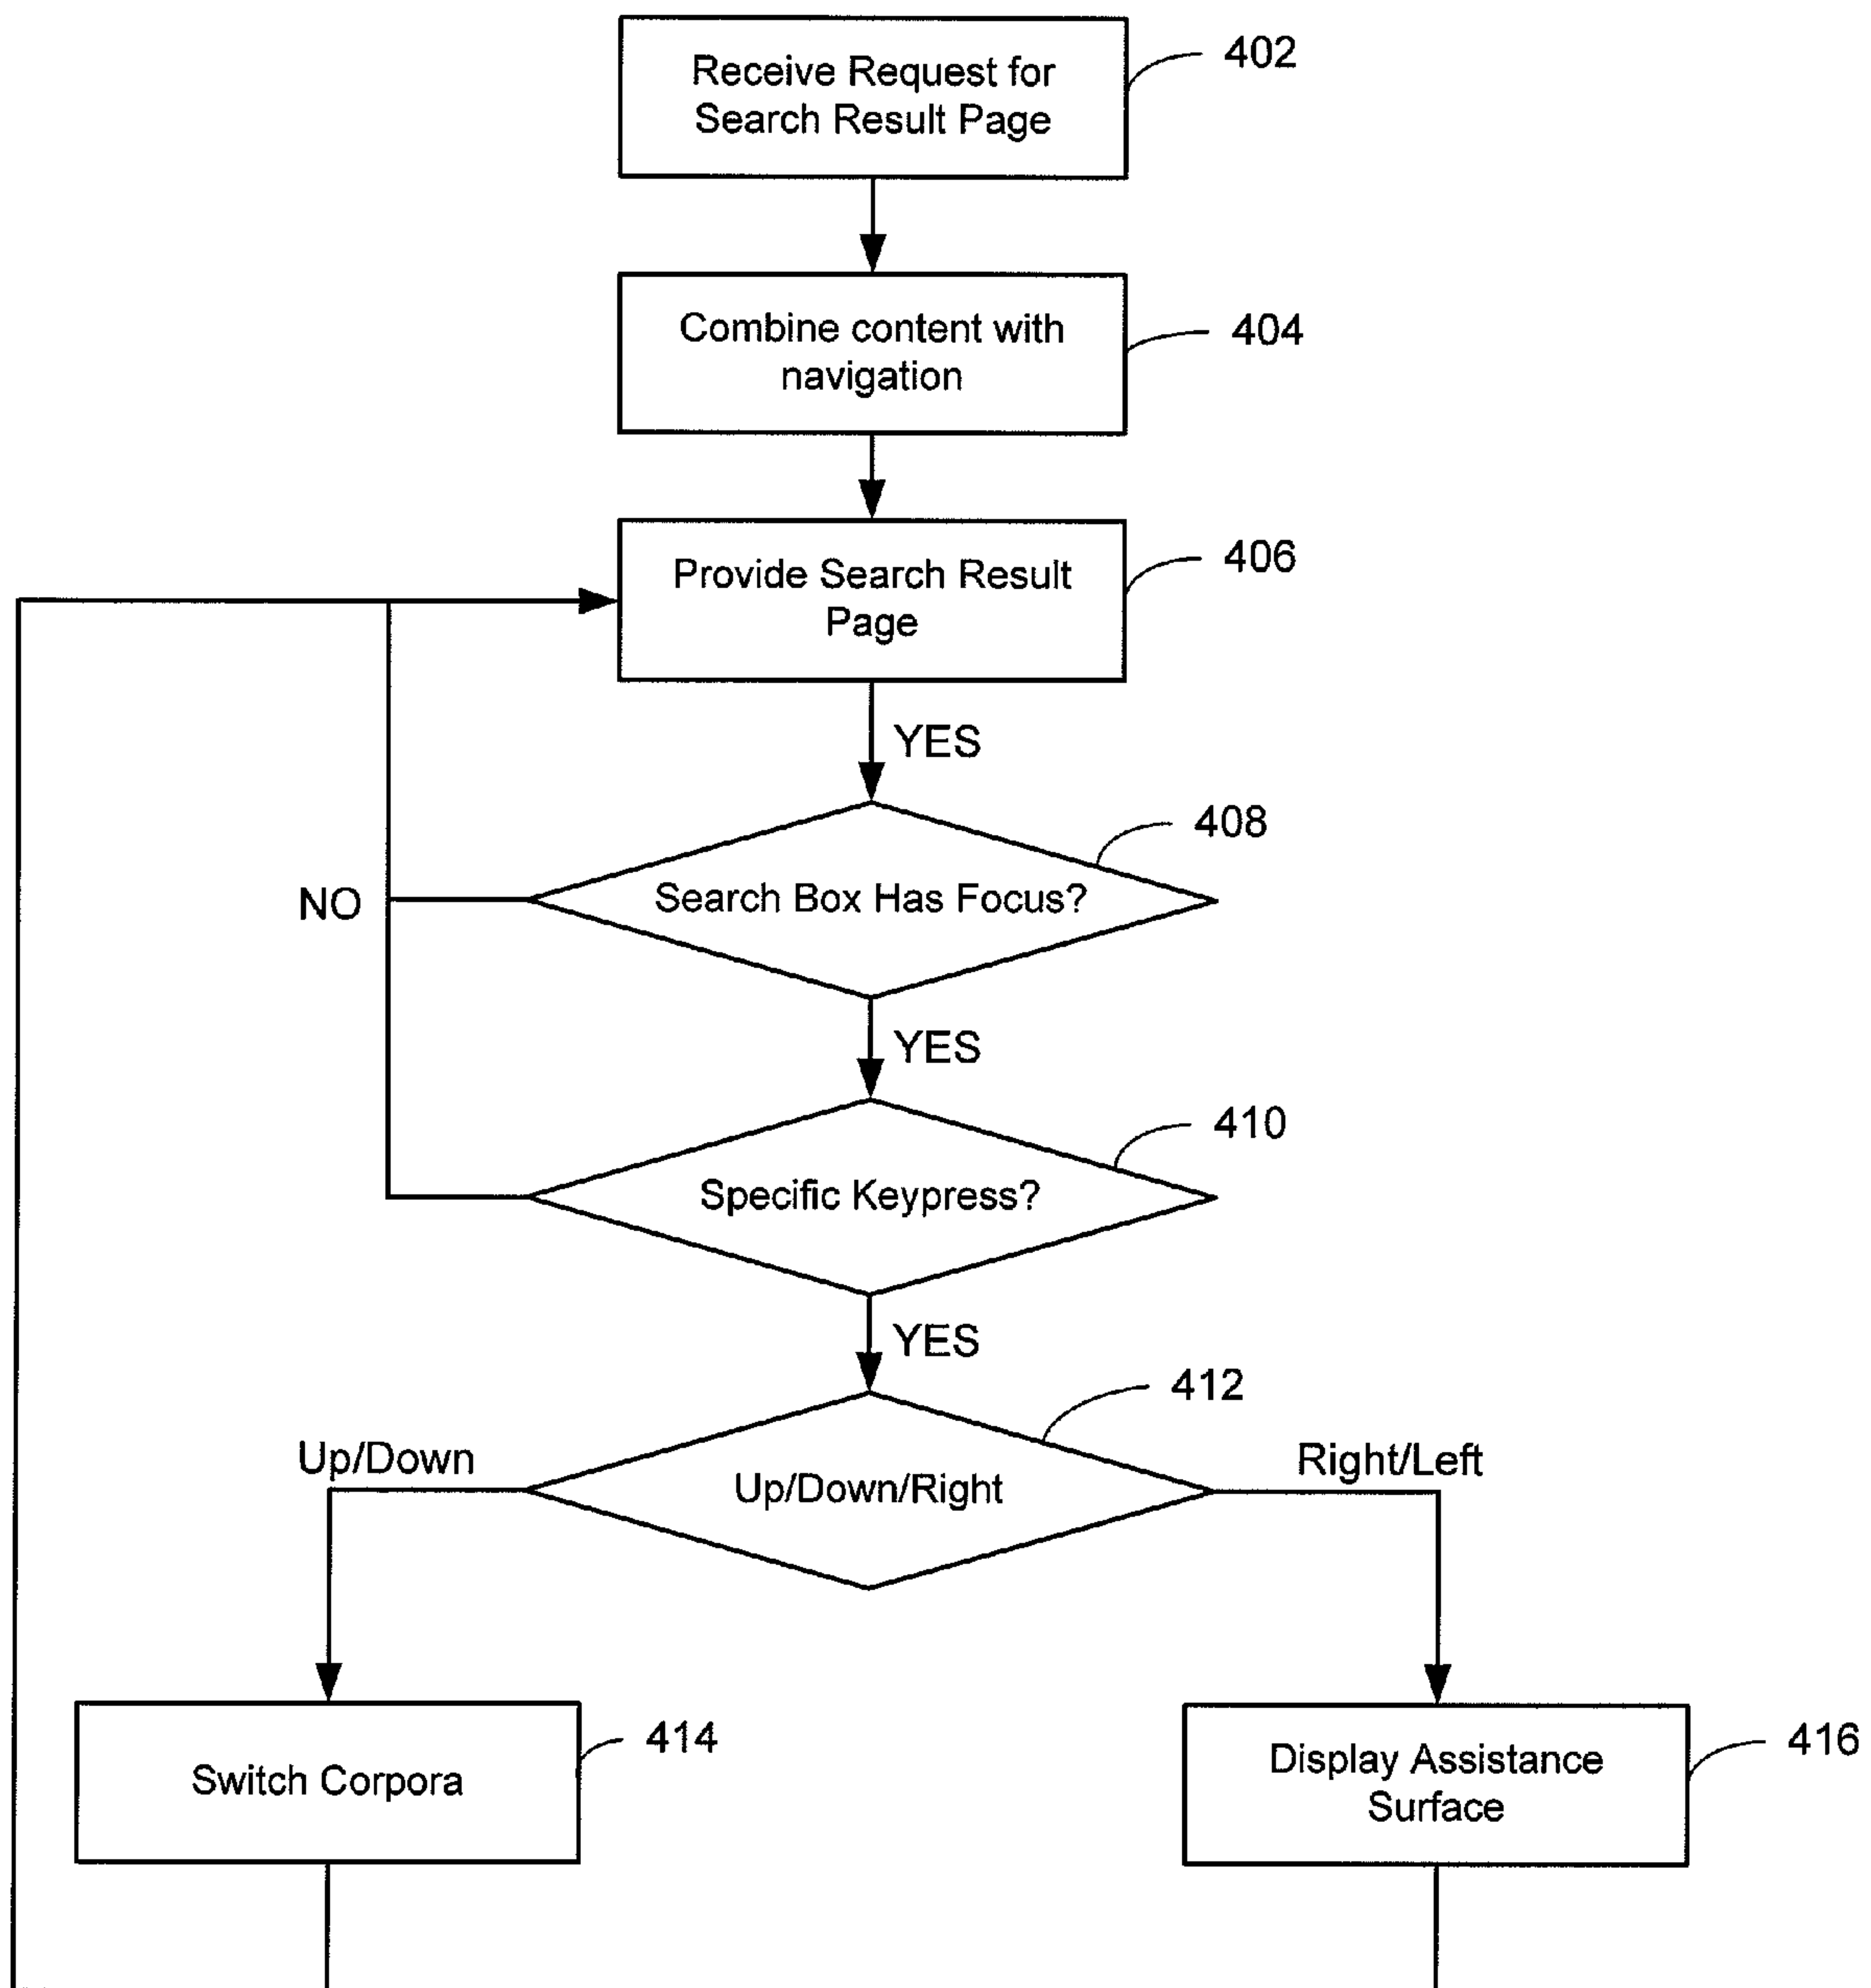 Receive Request for
Search Result Page
402
Combine content with
navigation
404
Provide Search Result
Page
406
YES
408
Search Box Has Focus?
NO
YES
410
Specific Keypress?
YES
412
Up/Down
Up/Down/Right
Right/Left
414
Switch Corpora
416
Display Assistance
Surface